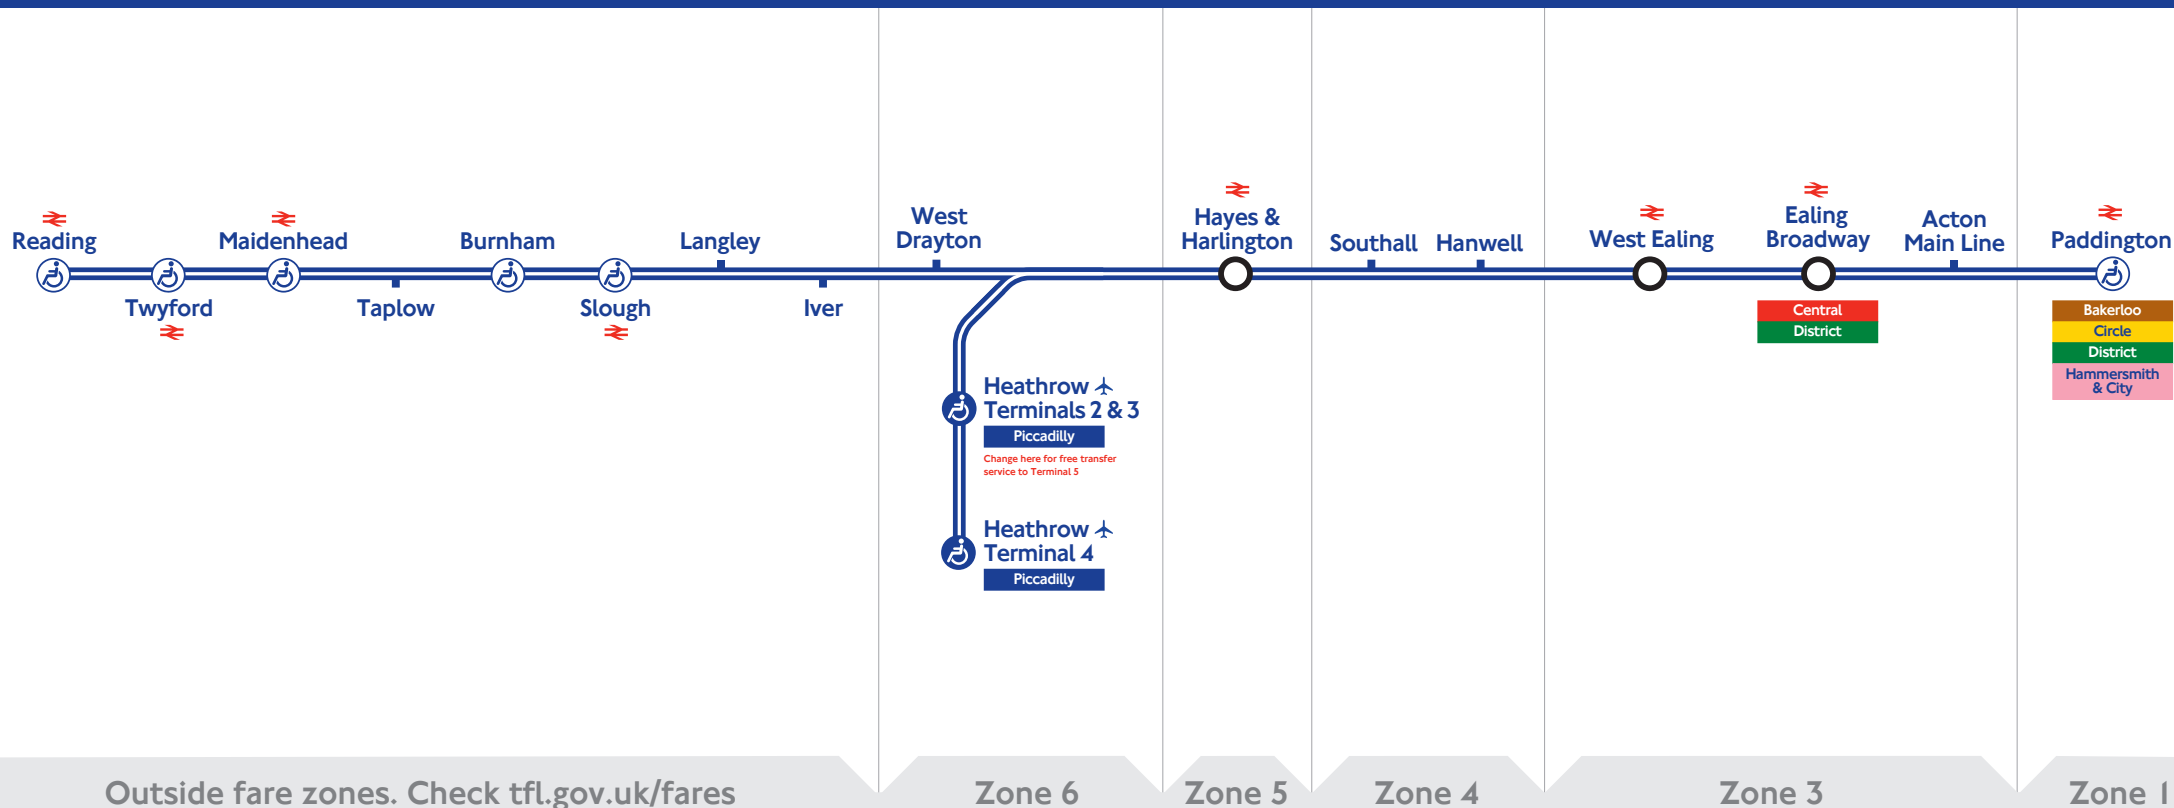 Reading
Twyford
Maidenhead
Taplow
Burnham
Slough
Langley
Iver
West
Drayton
Heathrow
Terminals 2 & 3
Piccadilly
Change here for free transfer
service to Terminal 5
Heathrow
Terminal 4
Piccadilly
Hayes &
Harlington
Southall
Hanwell
West Ealing
Ealing
Broadway
Central
District
Acton
Main Line
Paddington
Bakerloo
Circle
District
Hammersmith
& City
Outside fare zones. Check tfl.gov.uk/fares
Zone 6
Zone 5
Zone 4
Zone 3
Zone 1